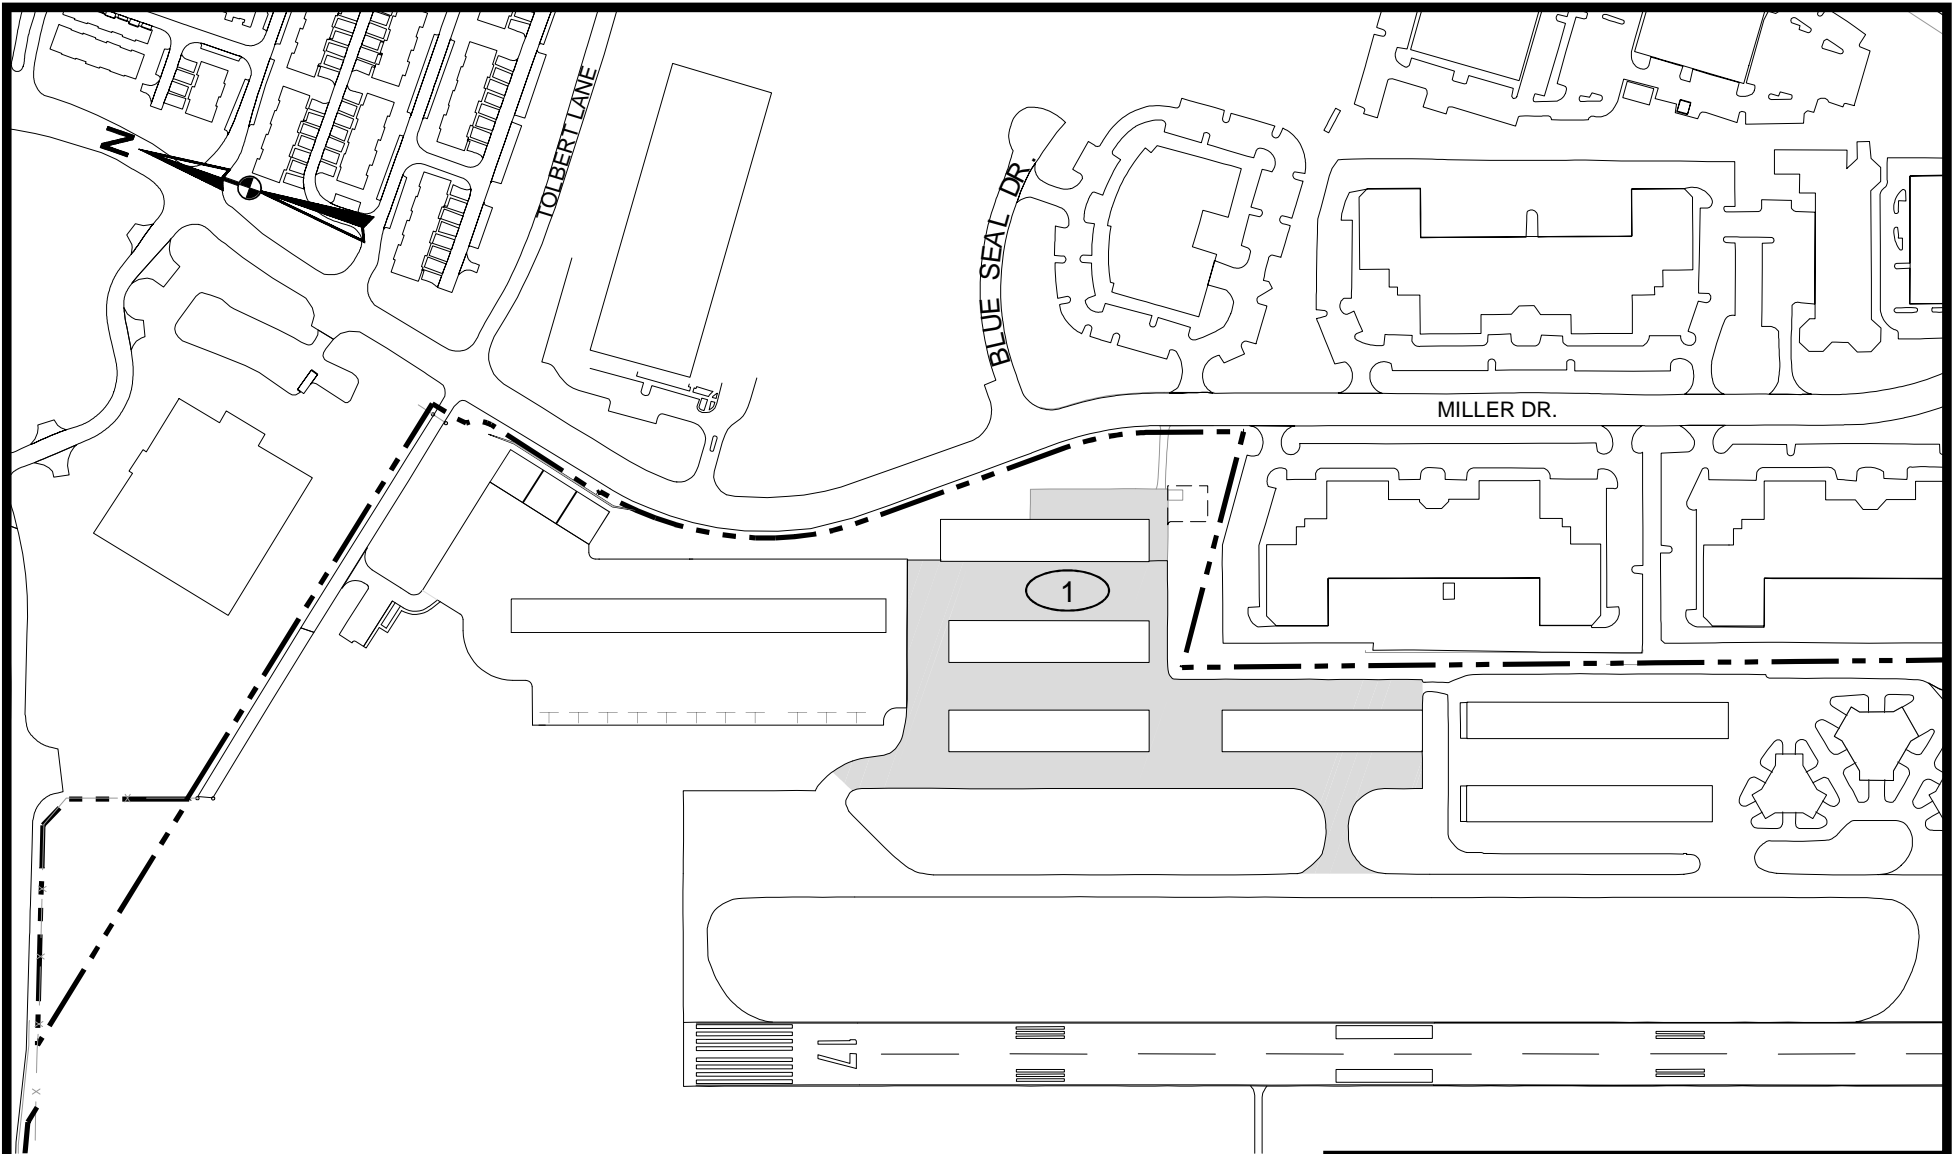 N
TOLBERT LANE
BLUE SEAL DR.
MILLER DR.
1
17